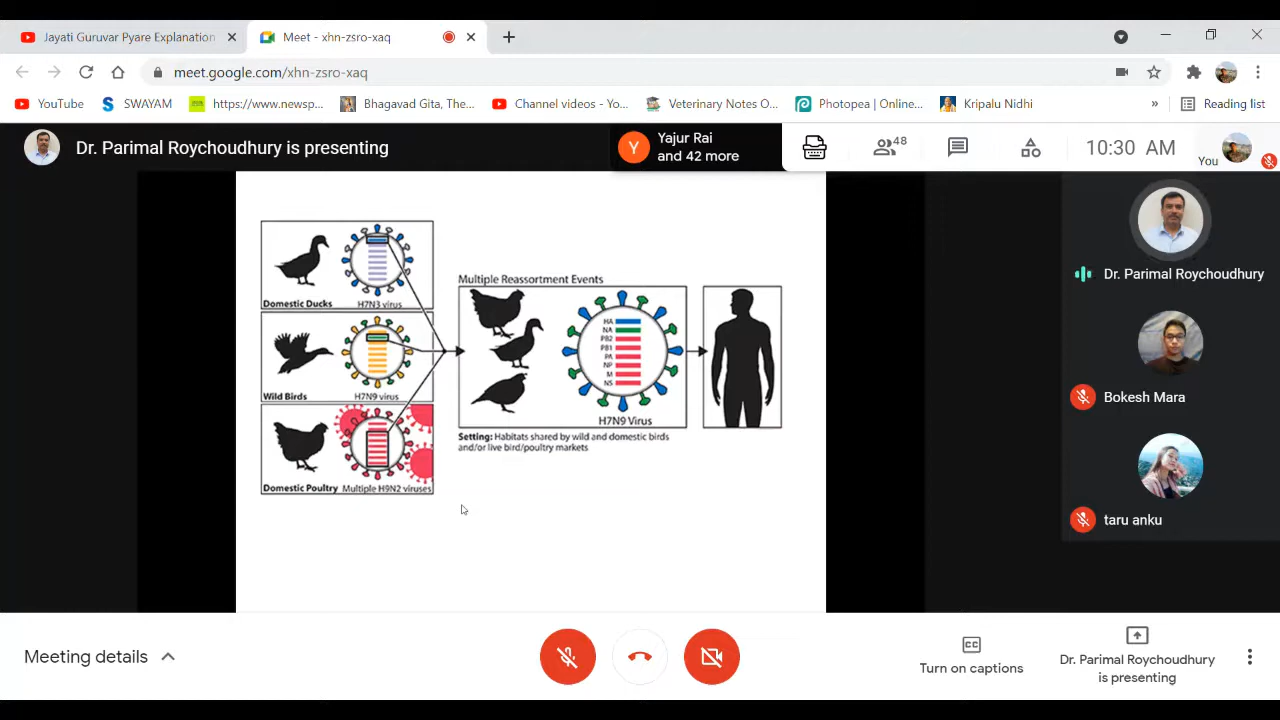 Jayati Guruvar Pyare Explanation
Meet - xhn-zsro-xaq
meet.google.com/xhn-zsro-xaq
YouTube
SWAYAM
https://www.newsp...
Bhagavad Gita, The...
Channel videos - Yo...
Veterinary Notes O...
Photopea | Online...
Kripalu Nidhi
»
Reading list
Dr. Parimal Roychoudhury is presenting
Y
Yajur Rai
and 42 more
48
10:30 AM
You
Domestic Ducks H7N3 virus
Wild Birds H7N9 virus
Domestic Poultry Multiple H9N2 viruses
Multiple Reassortment Events
HA
NA
PB2
PB1
PA
NP
M
NS
H7N9 Virus
Setting: Habitats shared by wild and domestic birds
and/or live bird/poultry markets
Dr. Parimal Roychoudhury
Bokesh Mara
taru anku
Meeting details
CC
Turn on captions
Dr. Parimal Roychoudhury
is presenting